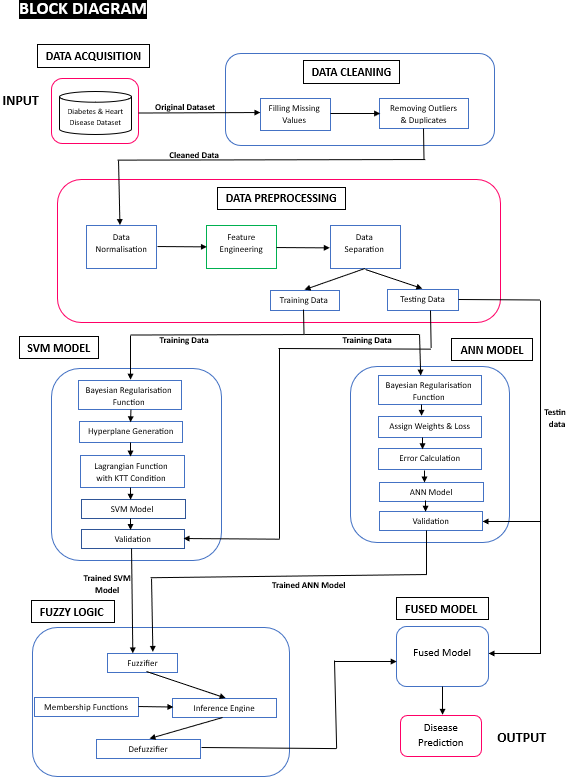 BLOCK DIAGRAM
DATA ACQUISITION
DATA CLEANING
INPUT
Diabetes & Heart
Disease Dataset
Original Dataset
Filling Missing
Values
Removing Outliers
& Duplicates
Cleaned Data
DATA PREPROCESSING
Data
Normalisation
Feature
Engineering
Data
Separation
Training Data
Testing Data
SVM MODEL
Training Data
Training Data
ANN MODEL
Bayesian Regularisation
Function
Hyperplane Generation
Lagrangian Function
with KTT Condition
SVM Model
Validation
Bayesian Regularisation
Function
Assign Weights & Loss
Error Calculation
ANN Model
Validation
Testin
data
Trained SVM
Model
Trained ANN Model
FUZZY LOGIC
FUSED MODEL
Fuzzifier
Membership Functions
Inference Engine
Defuzzifier
Fused Model
Disease
Prediction
OUTPUT